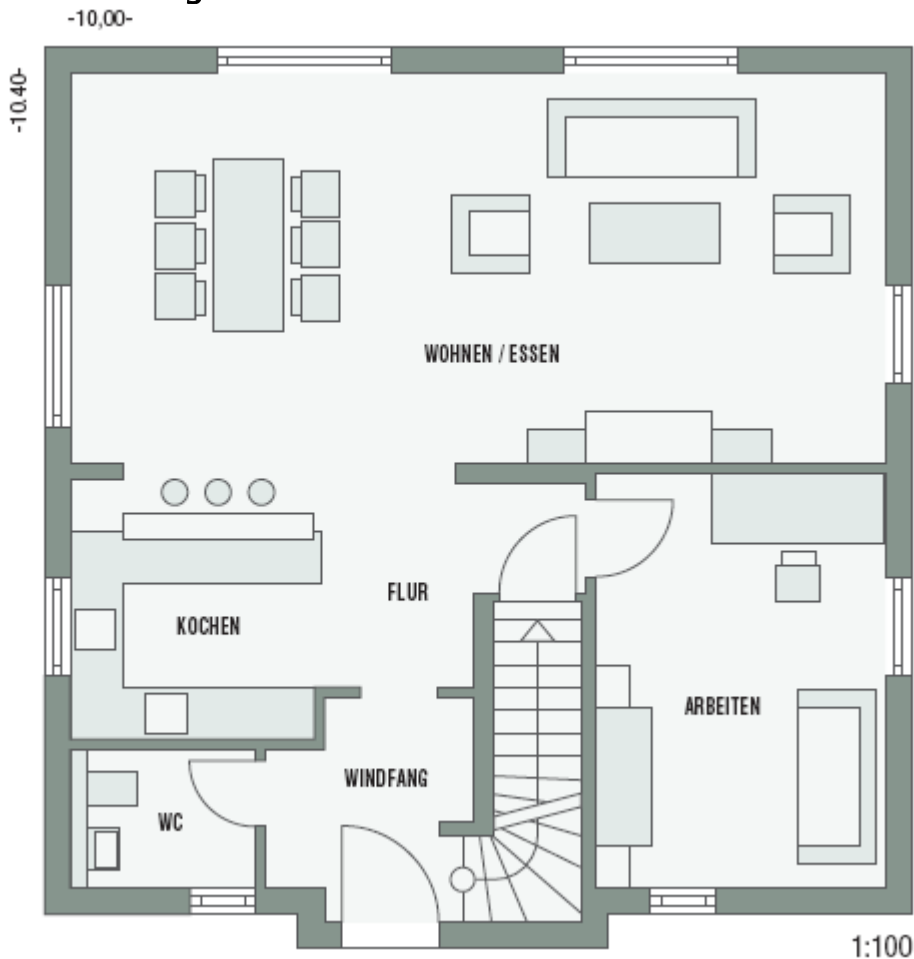 -10,00-
-10.40-
WOHNEN / ESSEN
FLUR
KOCHEN
ARBEITEN
WINDFANG
WC
1:100